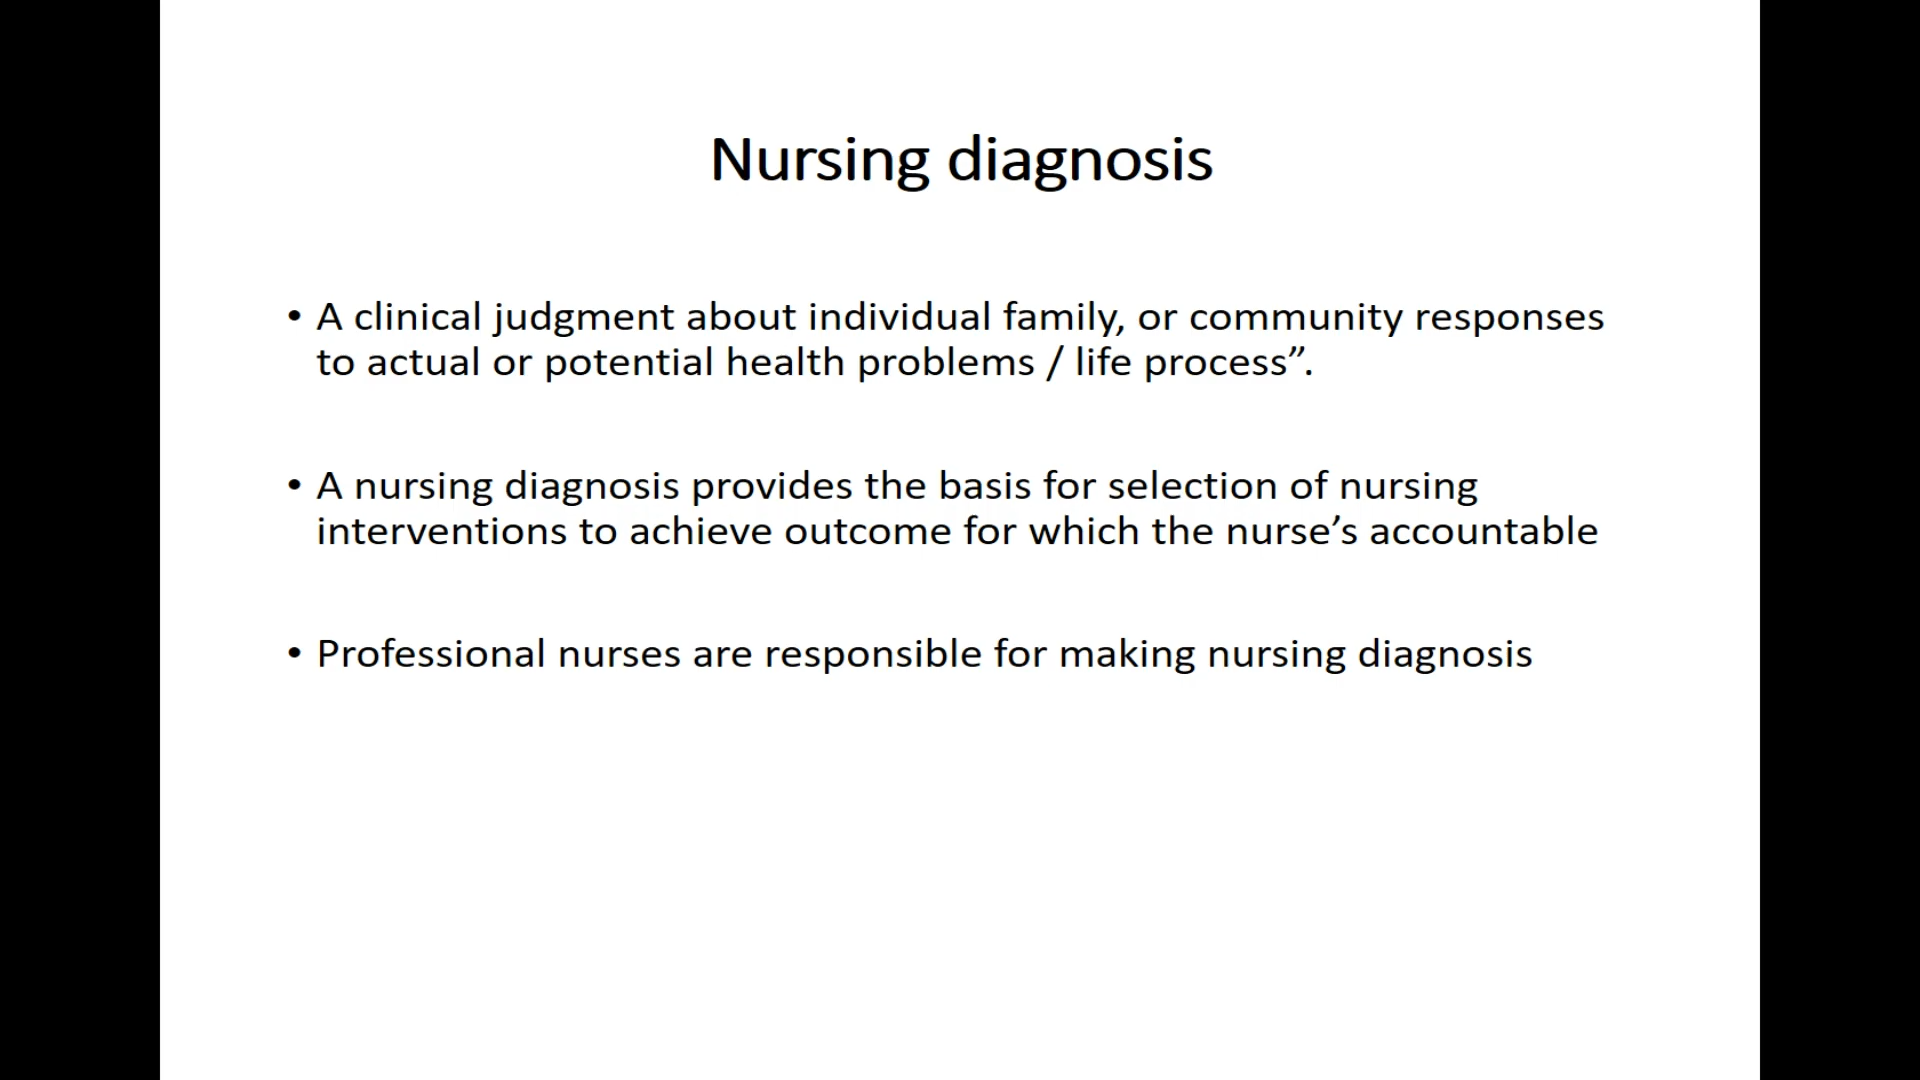 Nursing diagnosis
• A clinical judgment about individual family, or community responses
to actual or potential health problems / life process”.
• A nursing diagnosis provides the basis for selection of nursing
interventions to achieve outcome for which the nurse’s accountable
• Professional nurses are responsible for making nursing diagnosis